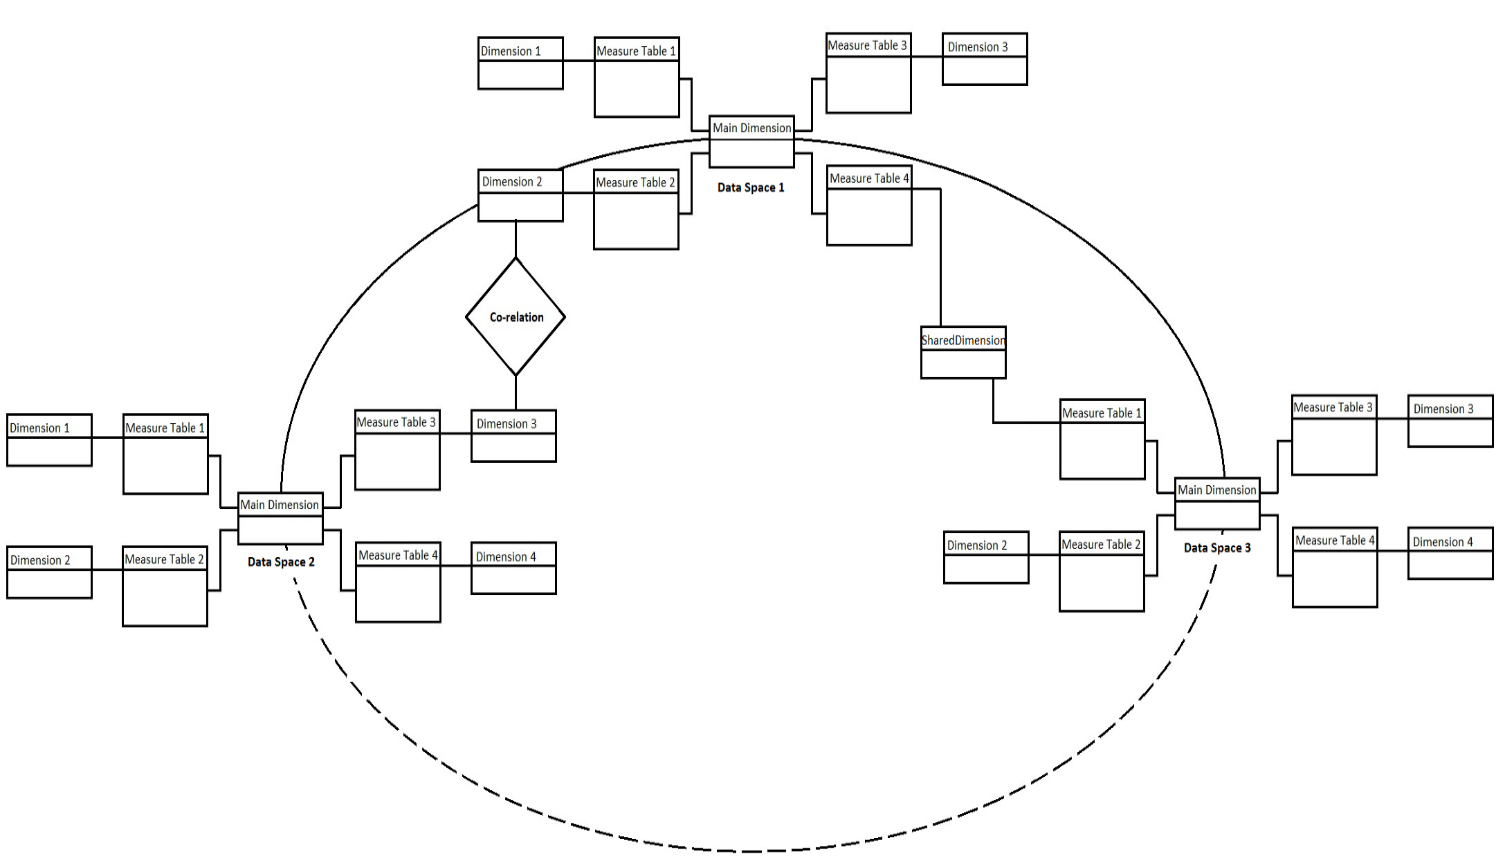 Dimension 1
Measure Table 1
Measure Table 3
Dimension 3
Main Dimension
Dimension 2
Measure Table 2
Data Space 1
Measure Table 4
Co-relation
SharedDimension
Dimension 1
Measure Table 1
Measure Table 3
Dimension 3
Main Dimension
Data Space 2
Dimension 2
Measure Table 2
Measure Table 4
Dimension 4
Measure Table 1
Measure Table 3
Dimension 3
Main Dimension
Data Space 3
Dimension 2
Measure Table 2
Measure Table 4
Dimension 4